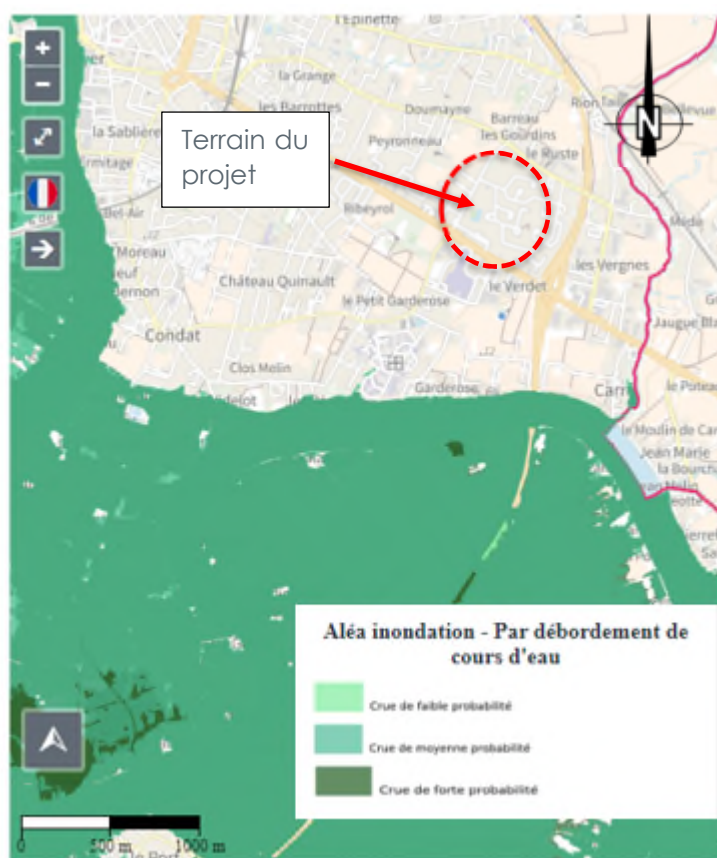 l'Epinette
la Grange
les Barrottes
Doumayne
Barreau
les Gourdins
le Ruste
la Sablière
Peyronneau
Terrain du
projet
N
Bel-Air
Ribeyrol
Moreau
les Vergnes
Château Quinault
le Petit Garderose
le Verdet
Condat
Clos Melin
Garderose
le Moulin de
Jean Marie
Aléa inondation - Par débordement de
cours d'eau
Crue de faible probabilité
Crue de moyenne probabilité
Crue de forte probabilité
0 500 m 1000 m